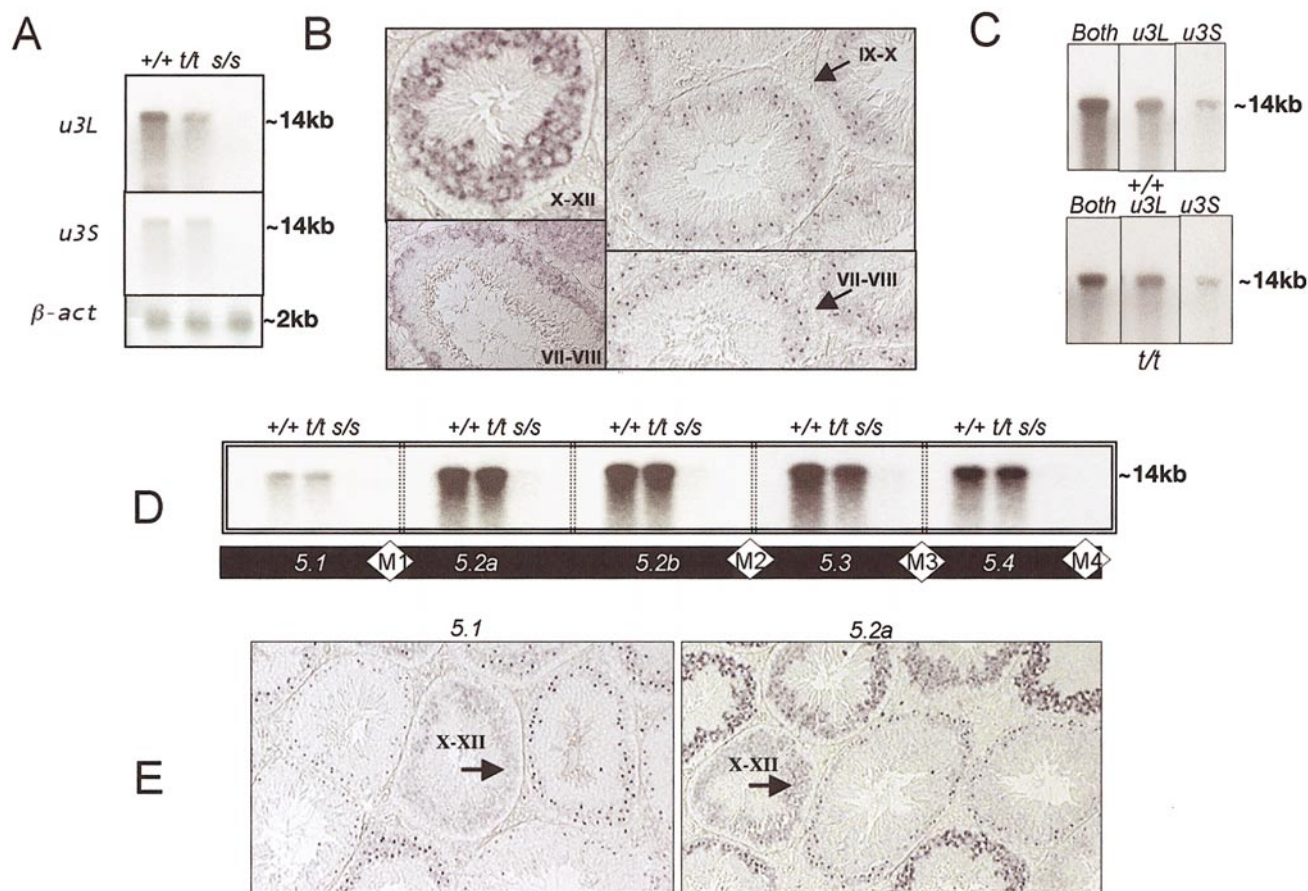 A
+/+ t/t s/s
u3L
~14kb
u3S
~14kb
β-act
~2kb
B
X-XII
IX-X
VII-VIII
VII-VIII
C
Both u3L u3S
~14kb
+/+
Both u3L u3S
~14kb
t/t
D
+/+ t/t s/s +/+ t/t s/s +/+ t/t s/s +/+ t/t s/s +/+ t/t s/s
~14kb
5.1 M1 5.2a 5.2b M2 5.3 M3 5.4 M4
E
5.1 5.2a
X-XII X-XII